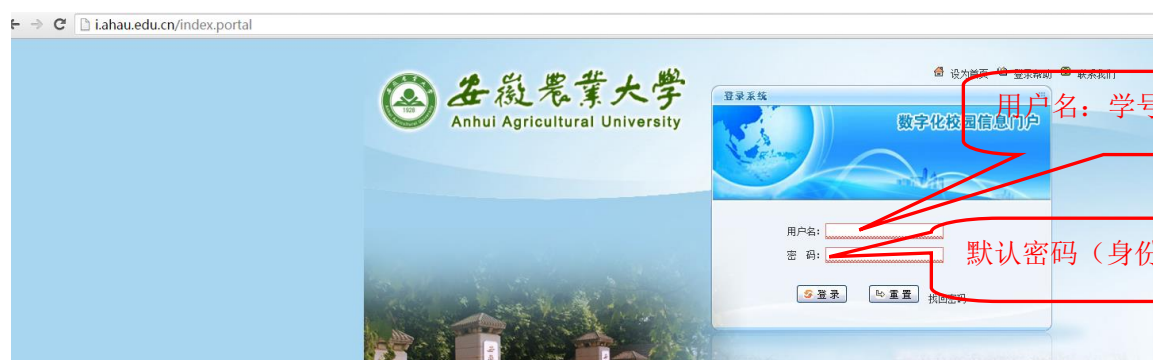 i.ahau.edu.cn/index.portal
设为首页 登录帮助 联系我们
安徽農業大學
Anhui Agricultural University
1928
登录系统
数字化校园信息门户
用户名：学号
用户名:
密 码:
默认密码（身份
登 录 重 置 找回密码